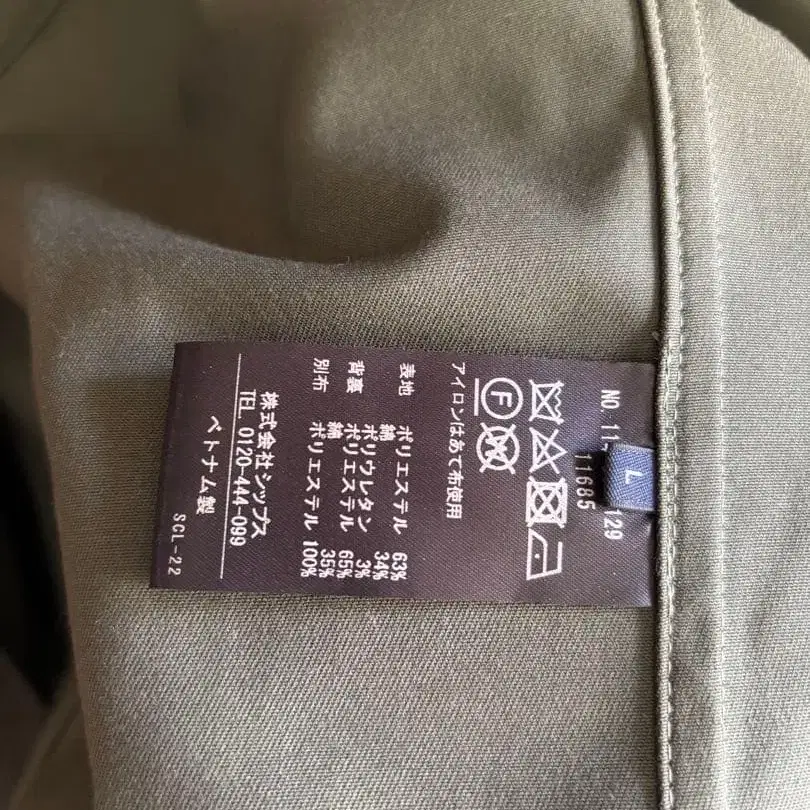 NO. 117 129
11685
L
F W
アイロンはあて布使用
表地 ポリエステル 63%
綿 34%
ポリウレタン 3%
背裏 ポリエステル 65%
綿 35%
別布 ポリエステル 100%
株式会社シップス
TEL 0120-444-099
ベトナム製
SCL-22